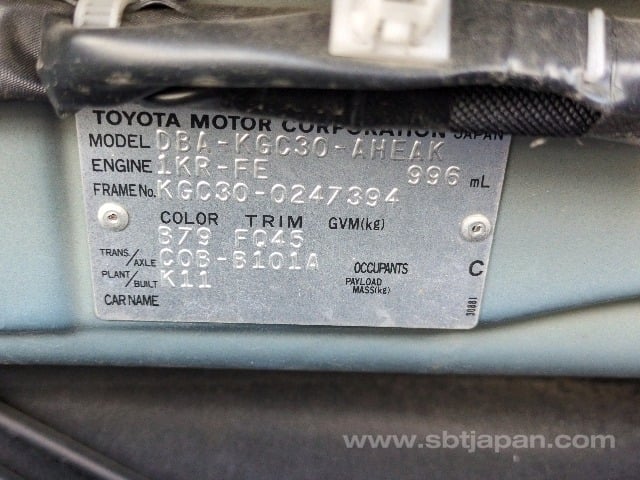 TOYOTA MOTOR CORPORATION JAPAN
MODEL DBA-KGC30-AHEAK
ENGINE 1KR-FE 996 mL
FRAME No. KGC30-0247394
COLOR TRIM GVM(kg)
B79 FQ45
TRANS./AXLE C0B-B101A OCCUPANTS C
PLANT/BUILT K11 PAYLOAD MASS(kg)
CAR NAME
30881
www.sbtjapan.com